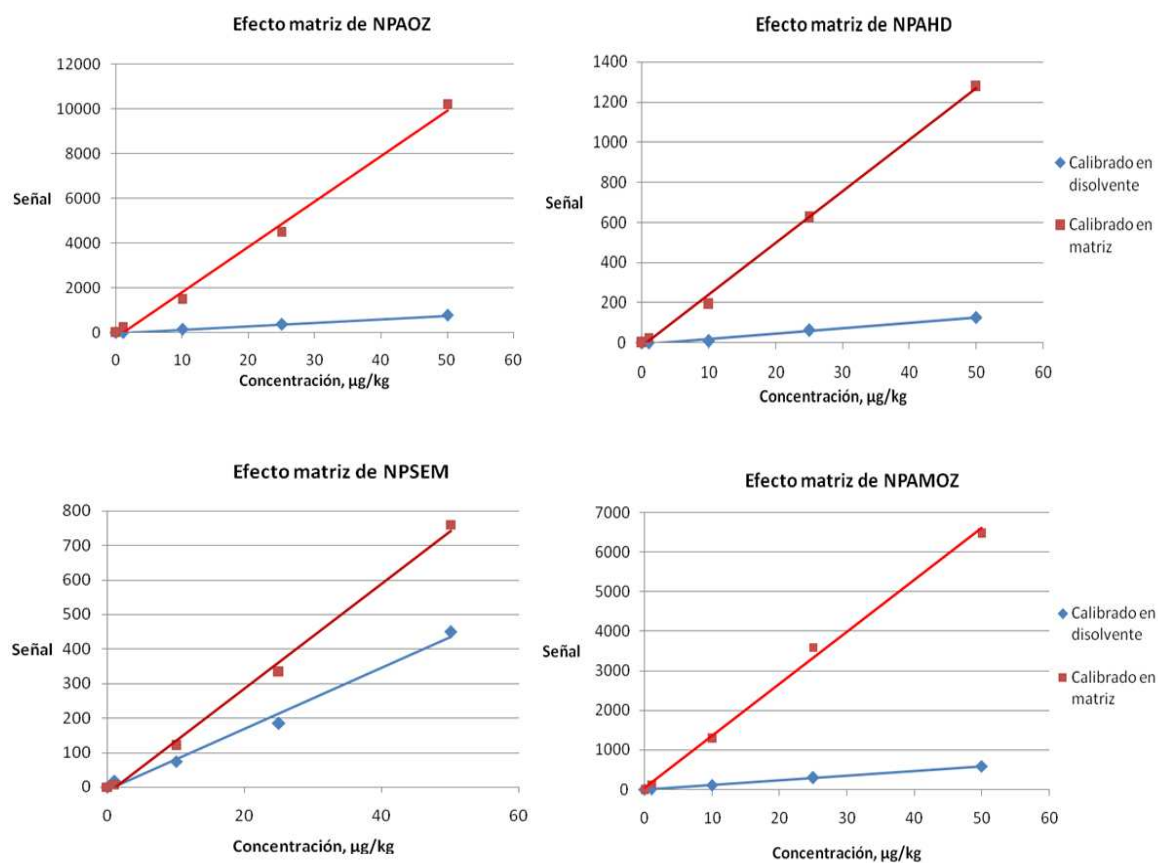 Efecto matriz de NPAOZ
12000
10000
8000
6000
4000
2000
0
Señal
0 10 20 30 40 50 60
Concentración, µg/kg
Efecto matriz de NPAHD
1400
1200
1000
800
600
400
200
0
Señal
0 10 20 30 40 50 60
Concentración, µg/kg
Calibrado en
disolvente
Calibrado en
matriz
Efecto matriz de NPSEM
800
700
600
500
400
300
200
100
0
Señal
0 20 40 60
Concentración, µg/kg
Efecto matriz de NPAMOZ
7000
6000
5000
4000
3000
2000
1000
0
Señal
0 10 20 30 40 50 60
Concentración, µg/kg
Calibrado en
disolvente
Calibrado en
matriz